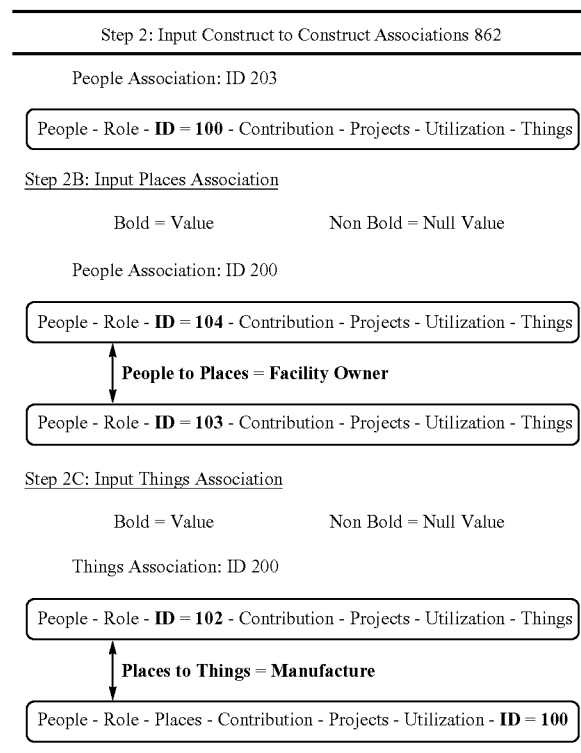 Step 2: Input Construct to Construct Associations 862
People Association: ID 203
People - Role - ID = 100 - Contribution - Projects - Utilization - Things
Step 2B: Input Places Association
Bold = Value Non Bold = Null Value
People Association: ID 200
People - Role - ID = 104 - Contribution - Projects - Utilization - Things
People to Places = Facility Owner
People - Role - ID = 103 - Contribution - Projects - Utilization - Things
Step 2C: Input Things Association
Bold = Value Non Bold = Null Value
Things Association: ID 200
People - Role - ID = 102 - Contribution - Projects - Utilization - Things
Places to Things = Manufacture
People - Role - Places - Contribution - Projects - Utilization - ID = 100